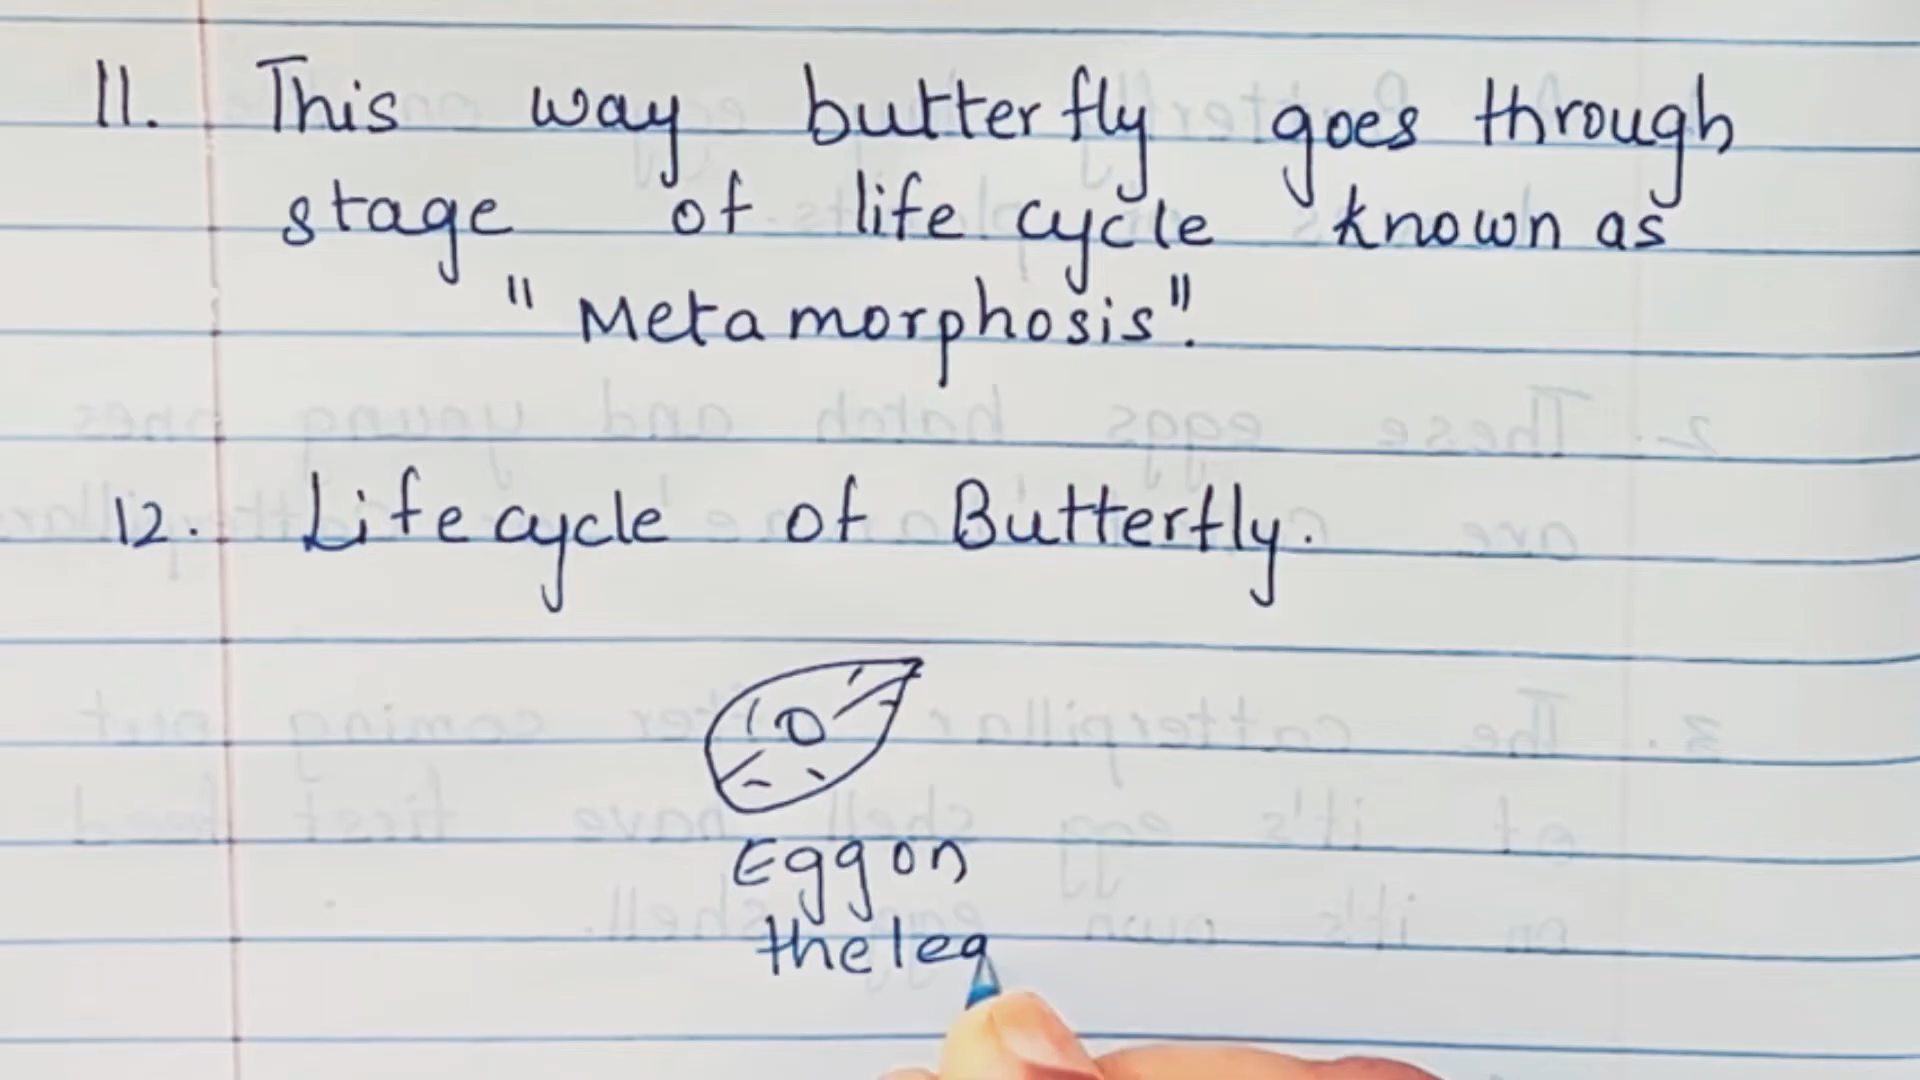 11. This way butterfly goes through
stage of life cycle known as
"Metamorphosis".
12. Life cycle of Butterfly.
Egg on
the lea